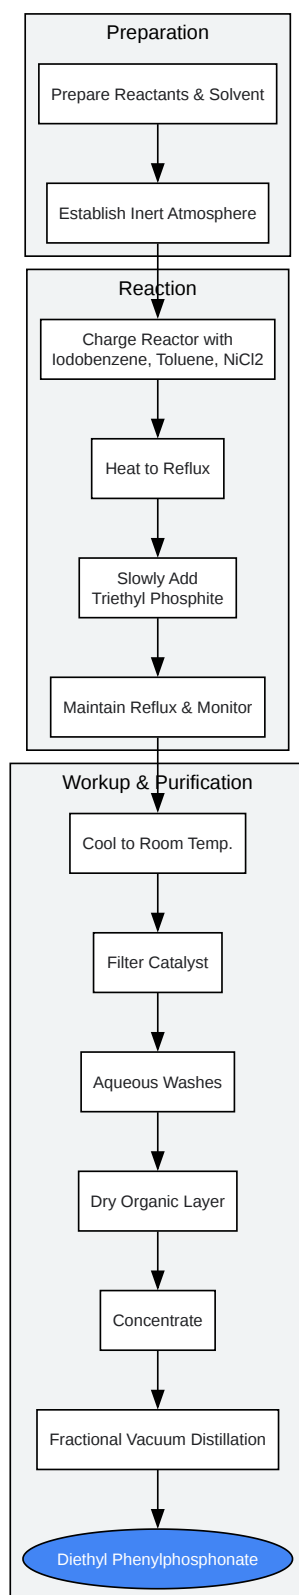 Preparation
Prepare Reactants & Solvent
Establish Inert Atmosphere
Reaction
Charge Reactor with
Iodobenzene, Toluene, NiCl2
Heat to Reflux
Slowly Add
Triethyl Phosphite
Maintain Reflux & Monitor
Workup & Purification
Cool to Room Temp.
Filter Catalyst
Aqueous Washes
Dry Organic Layer
Concentrate
Fractional Vacuum Distillation
Diethyl Phenylphosphonate